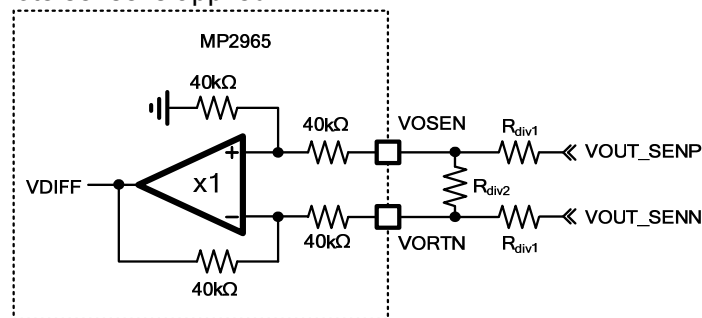 MP2965
40kΩ
40kΩ
VOSEN
Rdiv1
VOUT_SENP
+
x1
VDIFF
Rdiv2
−
VOUT_SENN
40kΩ
VORTN
Rdiv1
40kΩ